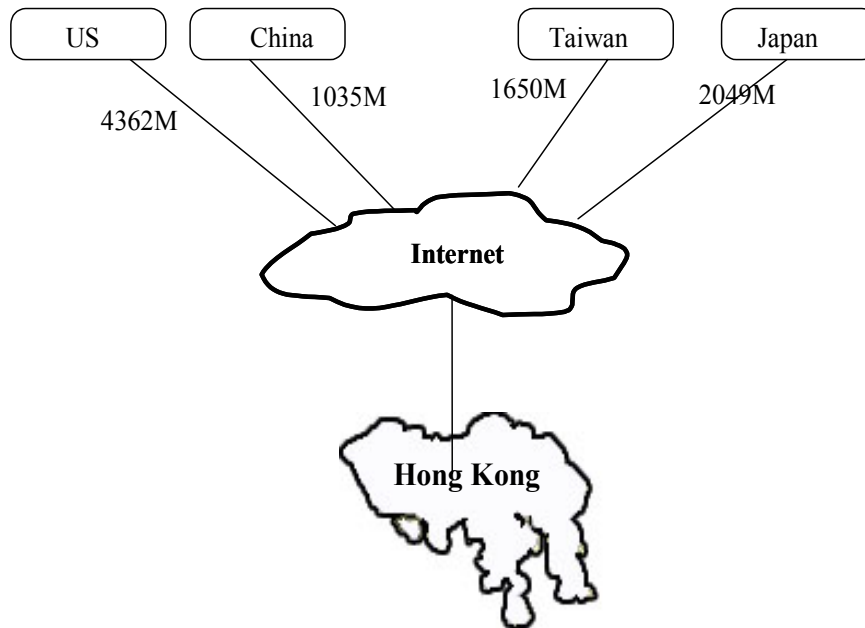 US
China
Taiwan
Japan
4362M
1035M
1650M
2049M
Internet
Hong Kong